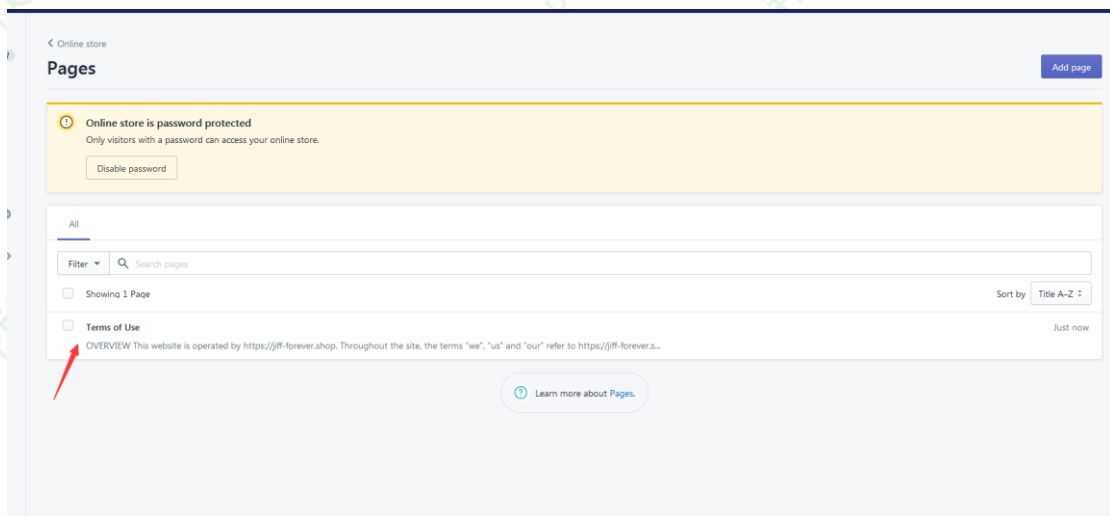 Online store
Pages
Add page
Online store is password protected
Only visitors with a password can access your online store.
Disable password
All
Filter
Search pages
Showing 1 Page
Sort by Title A–Z
Terms of Use
Just now
OVERVIEW This website is operated by https://jiff-forever.shop. Throughout the site, the terms "we", "us" and "our" refer to https://jiff-forever.s...
Learn more about Pages.